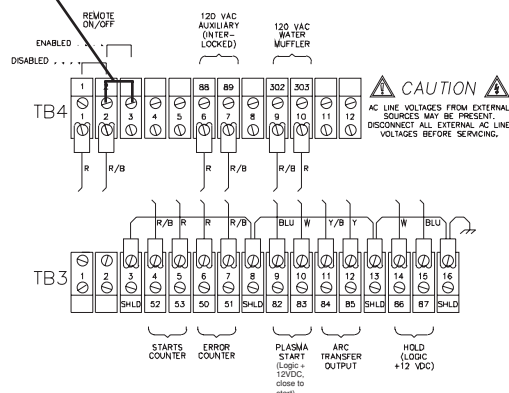 REMOTE
ON/OFF
ENABLED . . . .
DISABLED . . . .
120 VAC
AUXILIARY
(INTER-
LOCKED)
120 VAC
WATER
MUFFLER
1 2 3 88 89 302 303
TB4
1 2 3 4 5 6 7 8 9 10 11 12
R R/B R R/B R/B R
CAUTION
AC LINE VOLTAGES FROM EXTERNAL
SOURCES MAY BE PRESENT.
DISCONNECT ALL EXTERNAL AC LINE
VOLTAGES BEFORE SERVICING.
R/B R R R/B BLU W Y/B Y W BLU
TB3
1 2 3 4 5 6 7 8 9 10 11 12 13 14 15 16
SHLD 52 53 50 51 SHLD 82 83 84 85 SHLD 86 87 SHLD
STARTS
COUNTER
ERROR
COUNTER
PLASMA
START
(Logic +
12VDC,
close to
start)
ARC
TRANSFER
OUTPUT
HOLD
(LOGIC
+12 VDC)